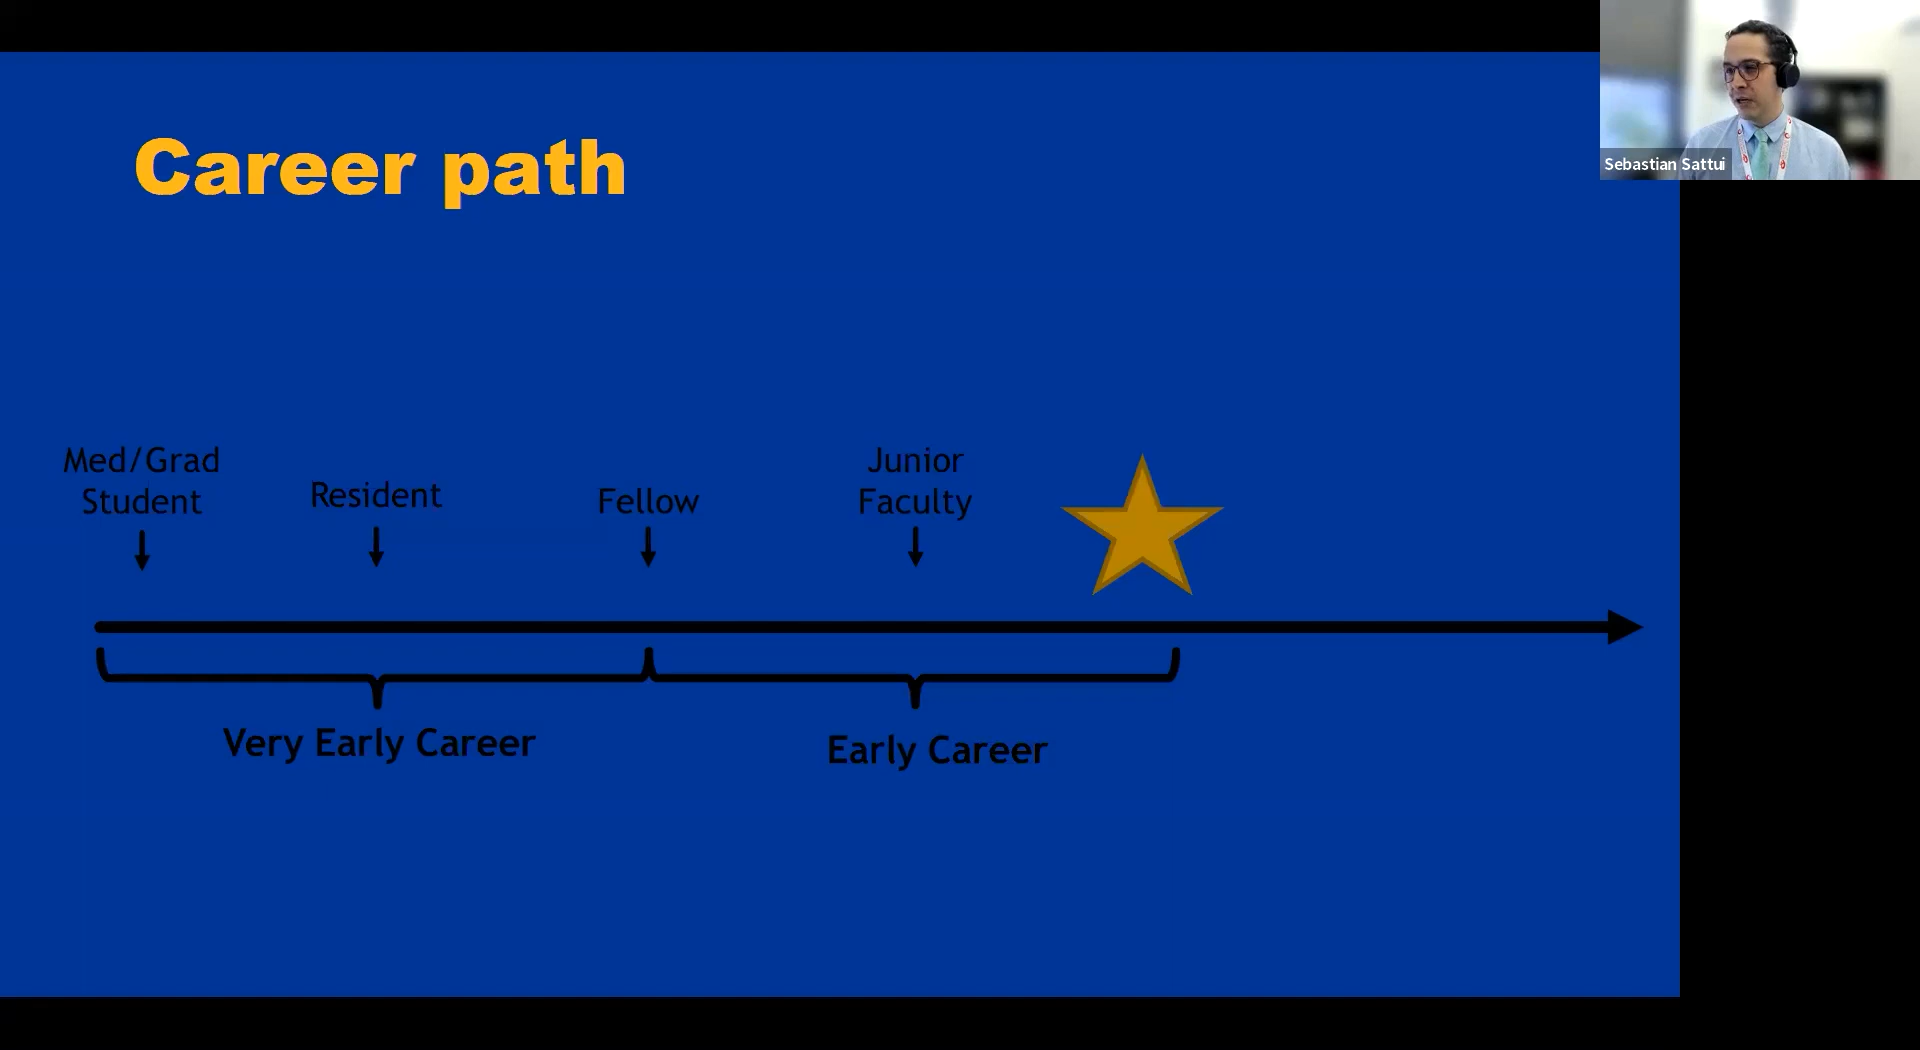 Career path
Sebastian Sattui
Med/Grad
Student
Resident
Fellow
Junior
Faculty
Very Early Career
Early Career